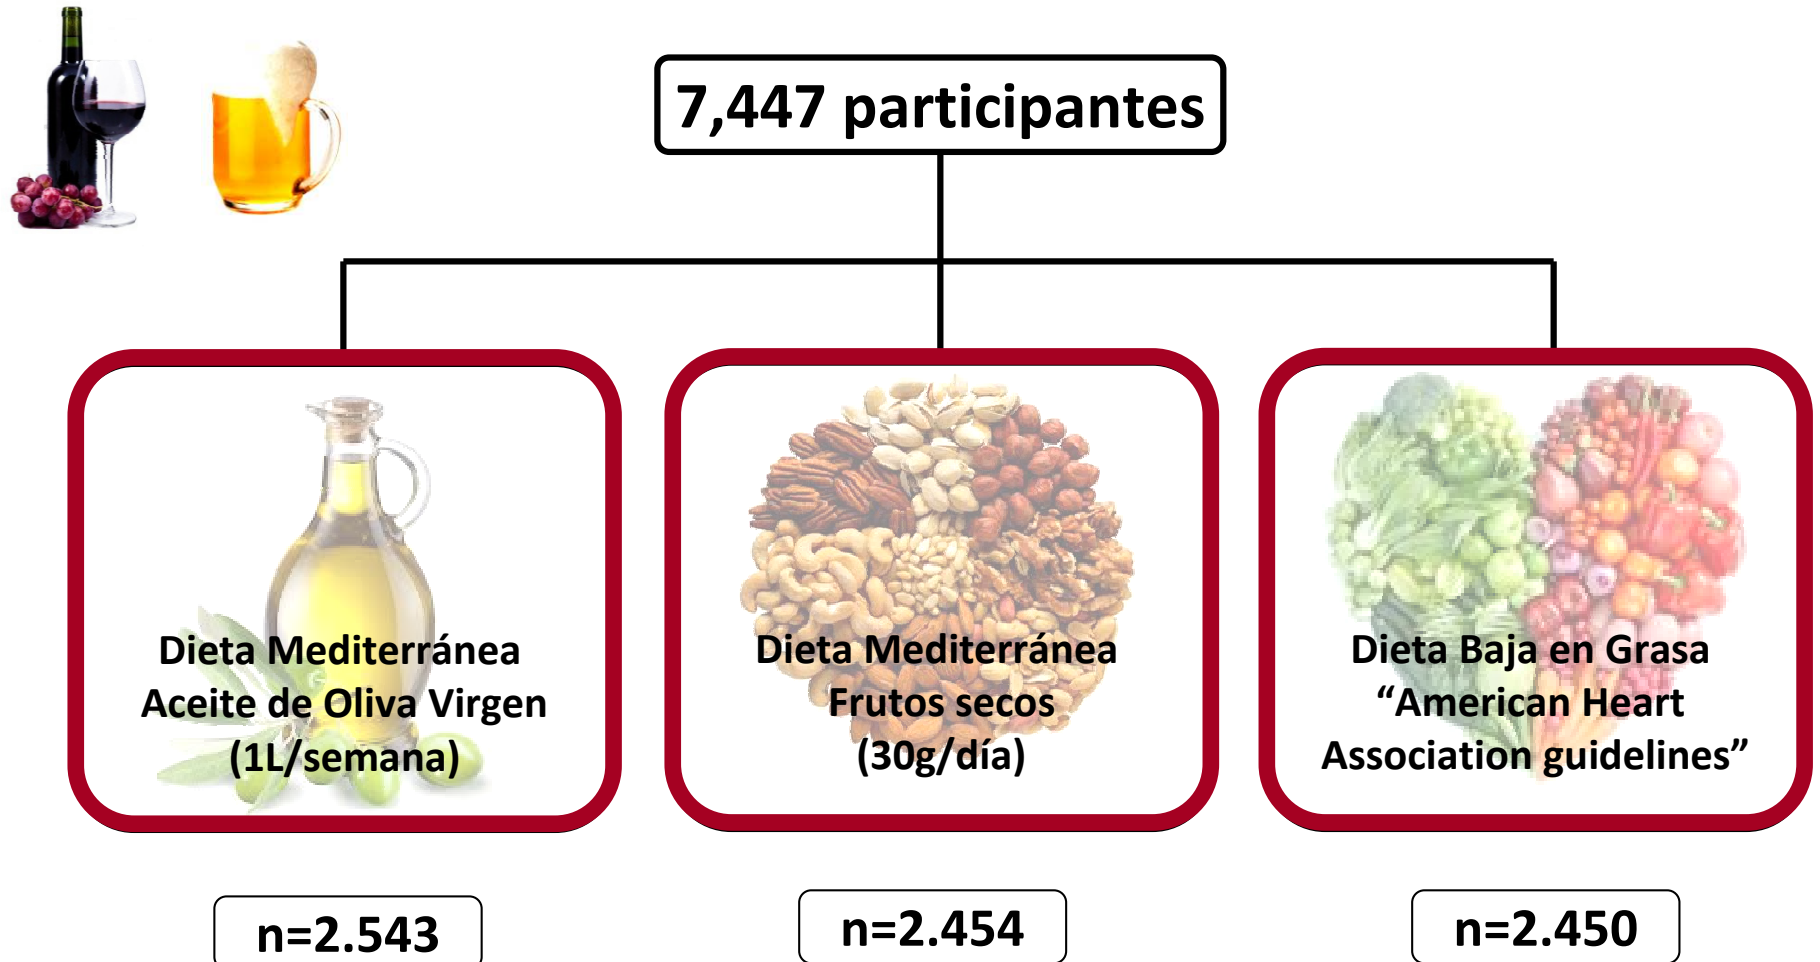 7,447 participantes
Dieta Mediterránea
Aceite de Oliva Virgen
(1L/semana)
Dieta Mediterránea
Frutos secos
(30g/día)
Dieta Baja en Grasa
“American Heart
Association guidelines”
n=2.543
n=2.454
n=2.450